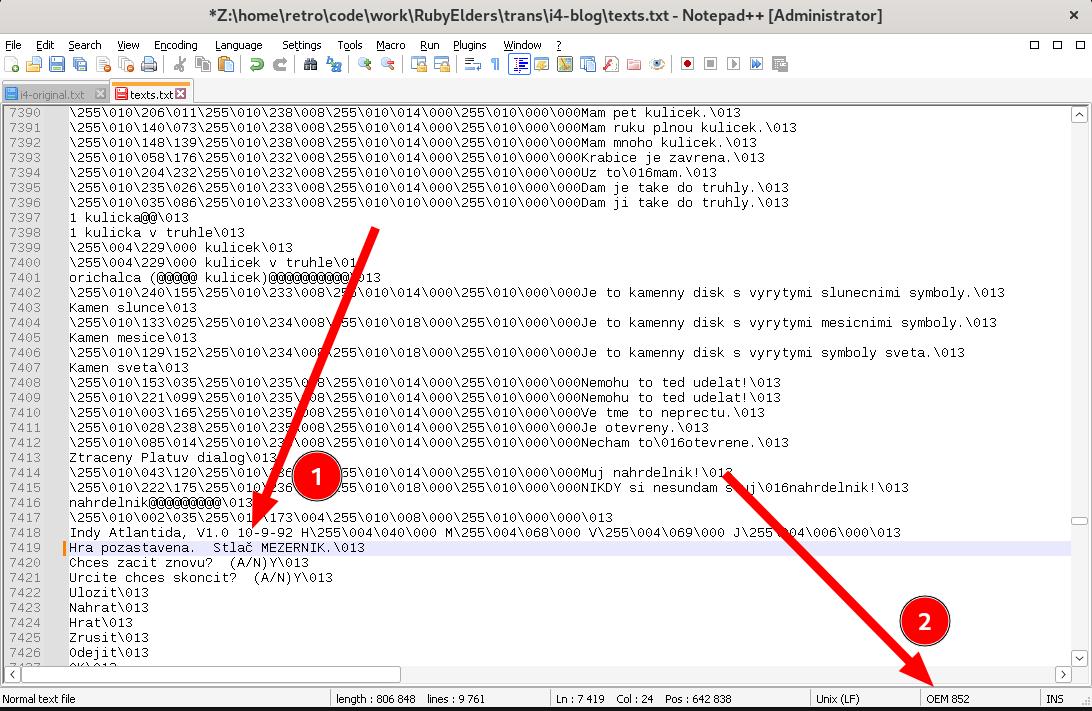 *Z:\home\retro\code\work\RubyElders\trans\i4-blog\texts.txt - Notepad++ [Administrator]
File Edit Search View Encoding Language Settings Tools Macro Run Plugins Window ?
i4-original.txt texts.txt
7390 \255\010\206\011\255\010\238\008\255\010\014\000\255\010\000\000Mam pet kulicek.\013
7391 \255\010\140\073\255\010\238\008\255\010\014\000\255\010\000\000Mam ruku plnou kulicek.\013
7392 \255\010\148\139\255\010\238\008\255\010\014\000\255\010\000\000Mam mnoho kulicek.\013
7393 \255\010\058\176\255\010\232\008\255\010\014\000\255\010\000\000Krabice je zavrena.\013
7394 \255\010\204\232\255\010\232\008\255\010\014\000\255\010\000\000Uz to\016mam.\013
7395 \255\010\235\026\255\010\233\008\255\010\014\000\255\010\000\000Dam je take do truhly.\013
7396 \255\010\035\086\255\010\233\008\255\010\014\000\255\010\000\000Dam ji take do truhly.\013
7397 1 kulicka@@\013
7398 1 kulicka v truhle\013
7399 \255\004\229\000 kulicek\013
7400 \255\004\229\000 kulicek v truhle\01
7401 orichalca (@@@@@ kulicek)@@@@@@@@@@\013
7402 \255\010\240\155\255\010\233\008\255\010\014\000\255\010\000\000Je to kamenny disk s vyrytymi slunecnimi symboly.\013
7403 Kamen slunce\013
7404 \255\010\133\025\255\010\234\008\255\010\018\000\255\010\000\000Je to kamenny disk s vyrytymi mesicnimi symboly.\013
7405 Kamen mesice\013
7406 \255\010\129\152\255\010\234\008\255\010\018\000\255\010\000\000Je to kamenny disk s vyrytymi symboly sveta.\013
7407 Kamen sveta\013
7408 \255\010\153\035\255\010\235\008\255\010\014\000\255\010\000\000Nemohu to ted udelat!\013
7409 \255\010\221\099\255\010\235\008\255\010\014\000\255\010\000\000Nemohu to ted udelat!\013
7410 \255\010\003\165\255\010\235\008\255\010\014\000\255\010\000\000Ve tme to neprectu.\013
7411 \255\010\028\238\255\010\235\008\255\010\014\000\255\010\000\000Je otevreny.\013
7412 \255\010\085\014\255\010\236\008\255\010\014\000\255\010\000\000Necham to\016otevrene.\013
7413 Ztraceny Platuv dialog\013
7414 \255\010\043\120\255\010\236\008\255\010\014\000\255\010\000\000Muj nahrdelnik!\013
7415 \255\010\222\175\255\010\236\008\255\010\018\000\255\010\000\000NIKDY si nesundam svuj\016nahrdelnik!\013
7416 nahrdelnik@@@@@@@@@\013
7417 \255\010\002\035\255\010\173\004\255\010\008\000\255\010\000\000\013
7418 Indy Atlantida, V1.0 10-9-92 H\255\004\040\000 M\255\004\068\000 V\255\004\069\000 J\255\004\006\000\013
7419 Hra pozastavena.  Stlač MEZERNIK.\013
7420 Chces zacit znovu?  (A/N)Y\013
7421 Urcite chces skoncit?  (A/N)Y\013
7422 Ulozit\013
7423 Nahrat\013
7424 Hrat\013
7425 Zrusit\013
7426 Odejit\013
7427 OK\013
1
2
Normal text file length : 806 848 lines : 9 761 Ln : 7 419 Col : 24 Pos : 642 838 Unix (LF) OEM 852 INS